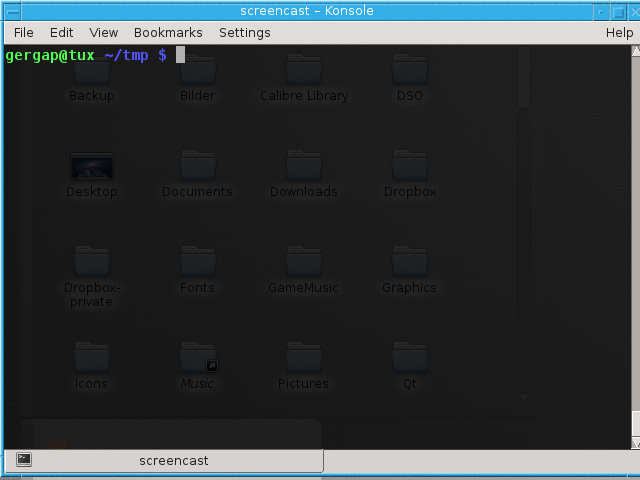 screencast – Konsole
File Edit View Bookmarks Settings Help
gergap@tux ~/tmp $
Backup Bilder Calibre Library DSO
Desktop Documents Downloads Dropbox
Dropbox-
private Fonts GameMusic Graphics
Icons Music Pictures Qt
screencast